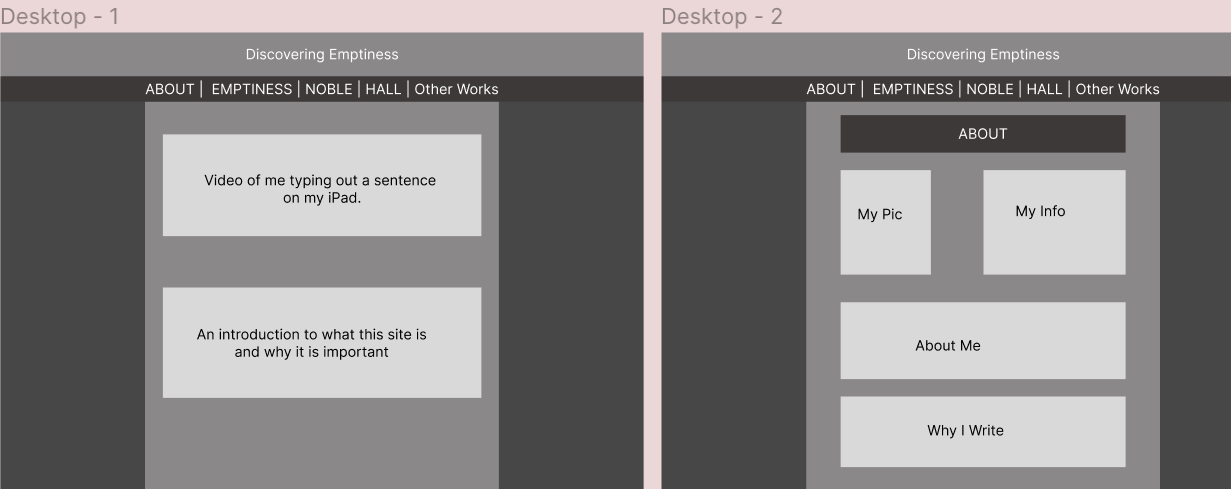 Desktop - 1
Discovering Emptiness
ABOUT | EMPTINESS | NOBLE | HALL | Other Works
Video of me typing out a sentence
on my iPad.
An introduction to what this site is
and why it is important
Desktop - 2
Discovering Emptiness
ABOUT | EMPTINESS | NOBLE | HALL | Other Works
ABOUT
My Pic
My Info
About Me
Why I Write